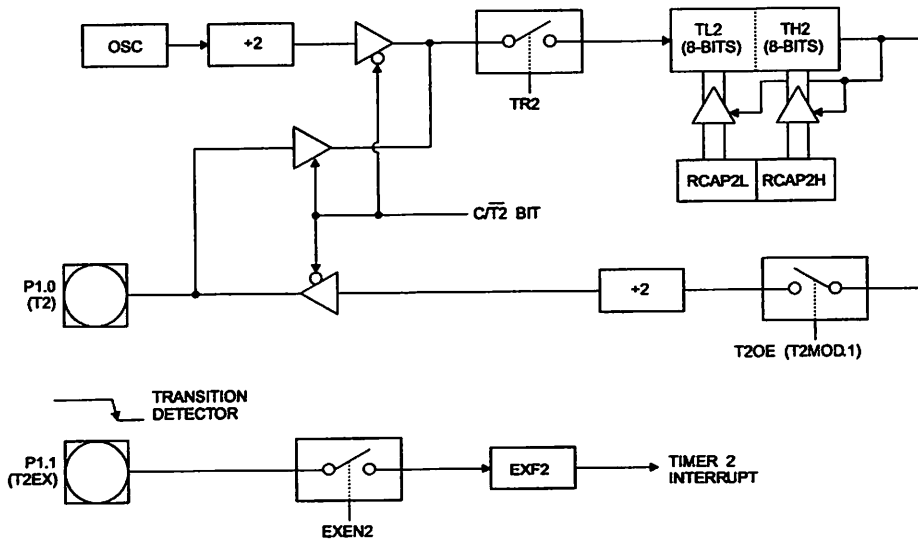 OSC
÷2
TR2
TL2
(8-BITS)
TH2
(8-BITS)
RCAP2L
RCAP2H
C/T̅2̅ BIT
P1.0
(T2)
÷2
T2OE (T2MOD.1)
TRANSITION
DETECTOR
P1.1
(T2EX)
EXEN2
EXF2
TIMER 2
INTERRUPT